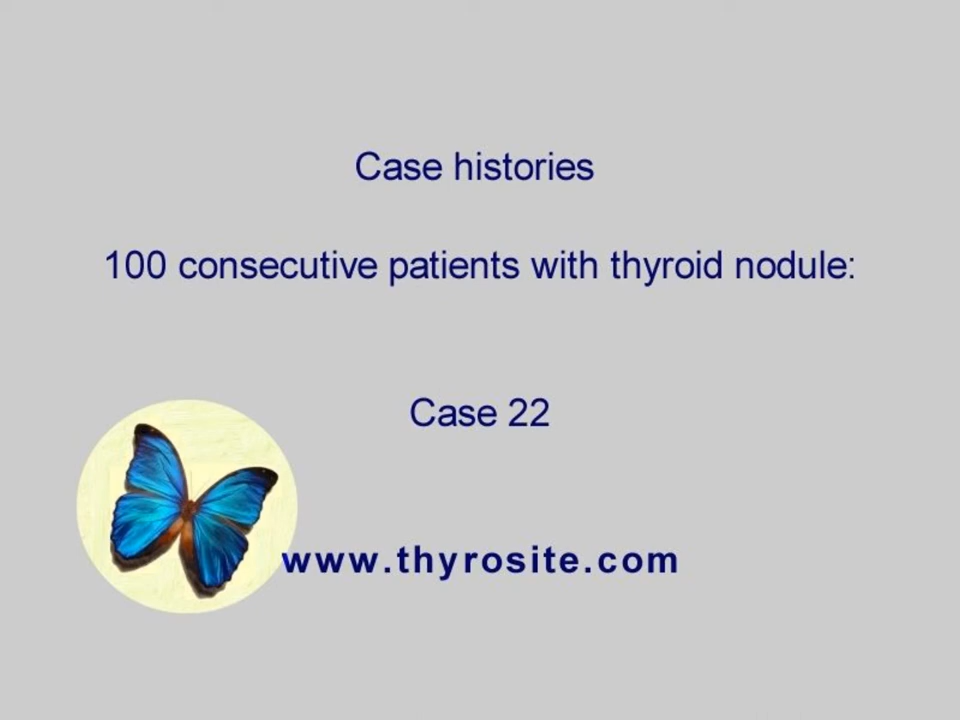 Case histories
100 consecutive patients with thyroid nodule:
Case 22
www.thyrosite.com